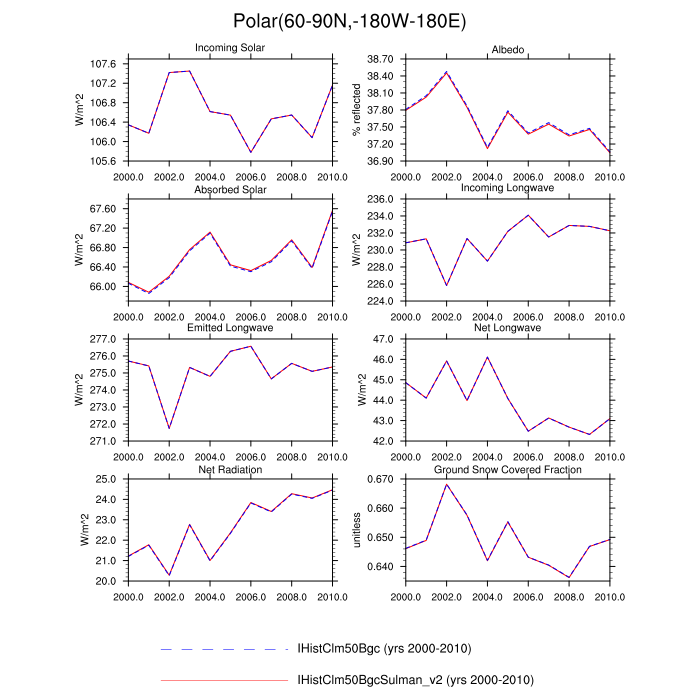 Polar(60-90N,-180W-180E)
Incoming Solar
W/m^2
107.6
107.2
106.8
106.4
106.0
105.6
2000.0 2002.0 2004.0 2006.0 2008.0 2010.0
Albedo
% reflected
38.70
38.40
38.10
37.80
37.50
37.20
36.90
2000.0 2002.0 2004.0 2006.0 2008.0 2010.0
Absorbed Solar
W/m^2
67.60
67.20
66.80
66.40
66.00
2000.0 2002.0 2004.0 2006.0 2008.0 2010.0
Incoming Longwave
W/m^2
236.0
234.0
232.0
230.0
228.0
226.0
224.0
2000.0 2002.0 2004.0 2006.0 2008.0 2010.0
Emitted Longwave
W/m^2
277.0
276.0
275.0
274.0
273.0
272.0
271.0
2000.0 2002.0 2004.0 2006.0 2008.0 2010.0
Net Longwave
W/m^2
47.0
46.0
45.0
44.0
43.0
42.0
2000.0 2002.0 2004.0 2006.0 2008.0 2010.0
Net Radiation
W/m^2
25.0
24.0
23.0
22.0
21.0
20.0
2000.0 2002.0 2004.0 2006.0 2008.0 2010.0
Ground Snow Covered Fraction
unitless
0.670
0.660
0.650
0.640
2000.0 2002.0 2004.0 2006.0 2008.0 2010.0
IHistClm50Bgc (yrs 2000-2010)
IHistClm50BgcSulman_v2 (yrs 2000-2010)